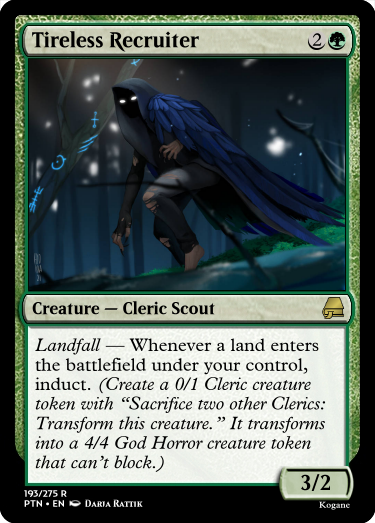 Tireless Recruiter 2
Creature — Cleric Scout
Landfall — Whenever a land enters
the battlefield under your control,
induct. (Create a 0/1 Cleric creature
token with “Sacrifice two other Clerics:
Transform this creature.” It transforms
into a 4/4 God Horror creature token
that can’t block.)
3/2
193/275 R
PTN • EN Daria Rattik
Kogane